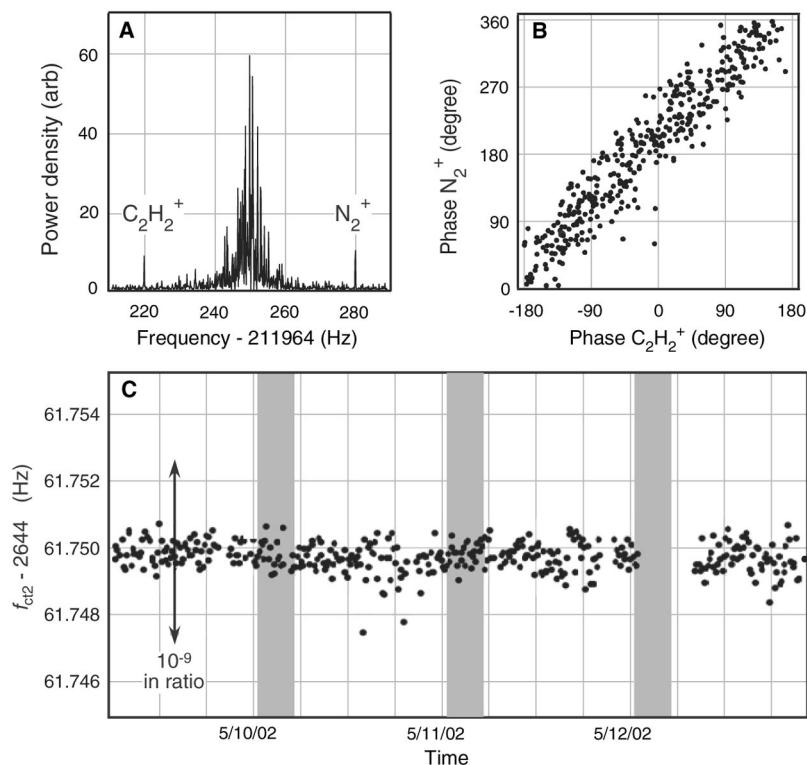 A
Power density (arb)
60
40
20
0
C2H2+
N2+
220
240
260
280
Frequency - 211964 (Hz)
B
Phase N2+ (degree)
360
270
180
90
0
-180
-90
0
90
180
Phase C2H2+ (degree)
C
fct2 - 2644 (Hz)
61.754
61.752
61.750
61.748
61.746
10-9
in ratio
5/10/02
5/11/02
5/12/02
Time